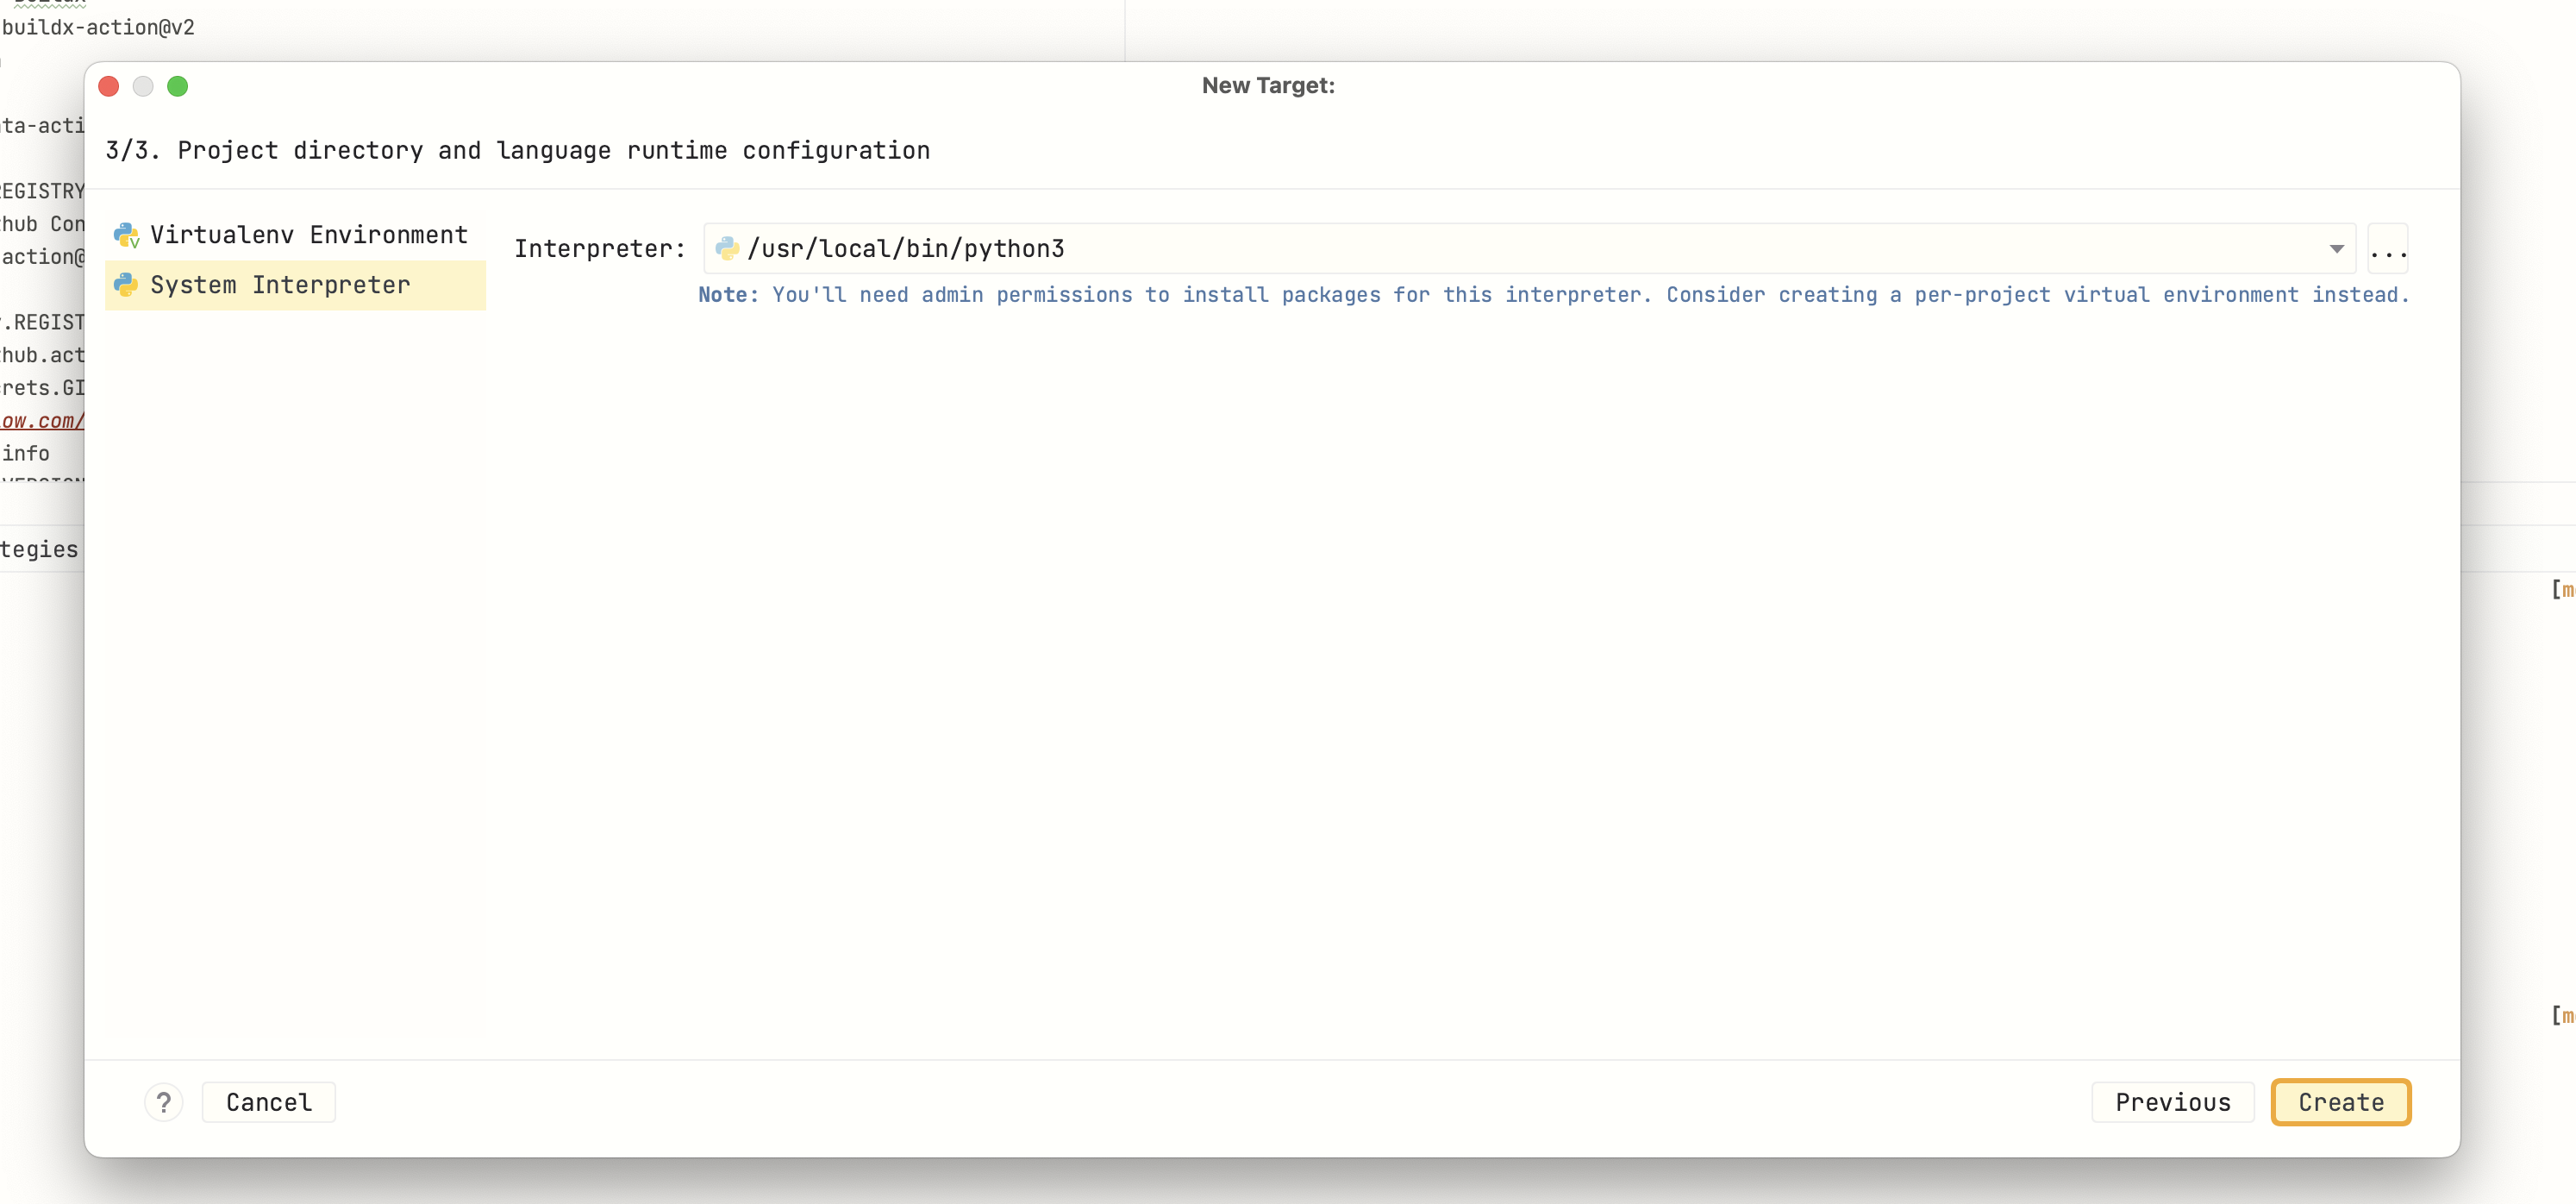 buildx-action@v2
New Target:
3/3. Project directory and language runtime configuration
ta-acti
REGISTRY
hub Con
action@
.REGIST
hub.act
rets.GI
ow.com/
info
VERSION
tegies
Virtualenv Environment
System Interpreter
Interpreter: /usr/local/bin/python3 ...
Note: You'll need admin permissions to install packages for this interpreter. Consider creating a per-project virtual environment instead.
[m
[m
? Cancel Previous Create